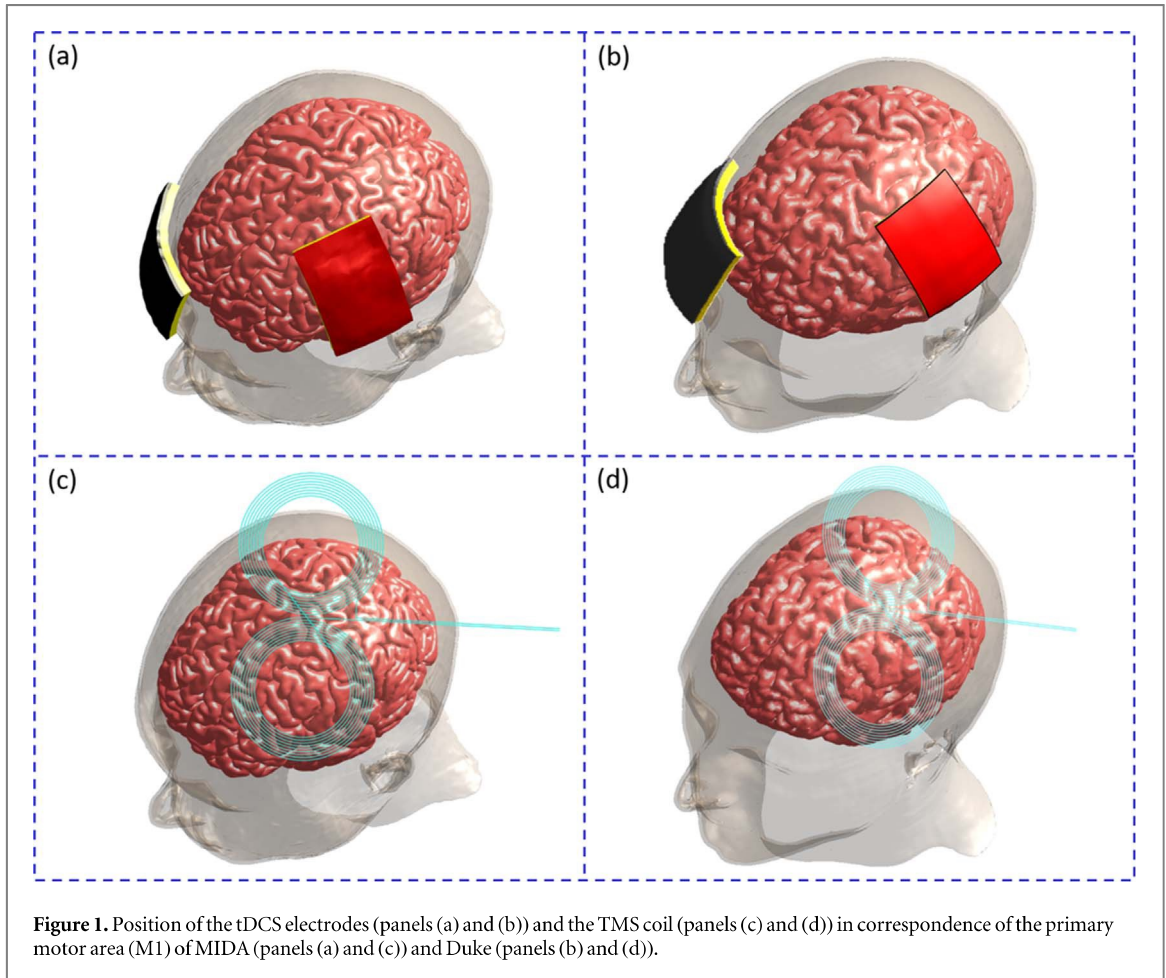 (a)
(b)
(c)
(d)
Figure 1. Position of the tDCS electrodes (panels (a) and (b)) and the TMS coil (panels (c) and (d)) in correspondence of the primary
motor area (M1) of MIDA (panels (a) and (c)) and Duke (panels (b) and (d)).